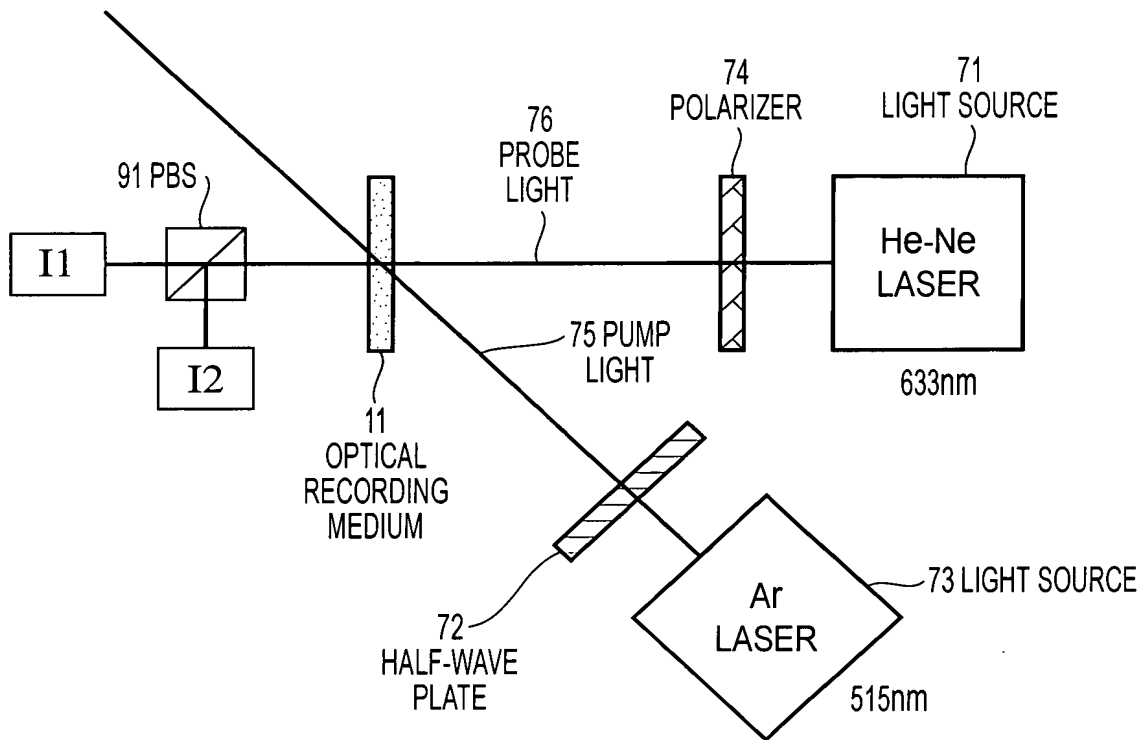 74
POLARIZER
71
LIGHT SOURCE
76
PROBE
LIGHT
91 PBS
He-Ne
LASER
I1
I2
75 PUMP
LIGHT
633nm
11
OPTICAL
RECORDING
MEDIUM
Ar
LASER
73 LIGHT SOURCE
72
HALF-WAVE
PLATE
515nm